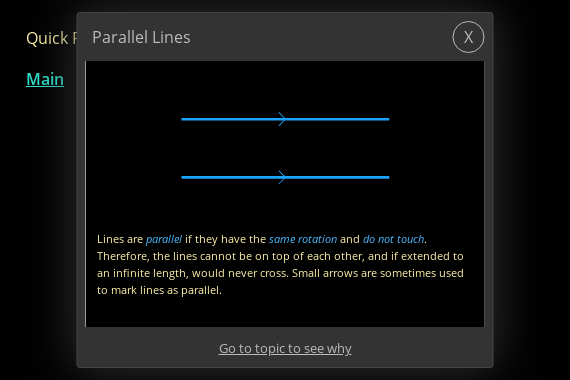 Quick
Parallel Lines
X
Main
Lines are parallel if they have the same rotation and do not touch.
Therefore, the lines cannot be on top of each other, and if extended to
an infinite length, would never cross. Small arrows are sometimes used
to mark lines as parallel.
Go to topic to see why